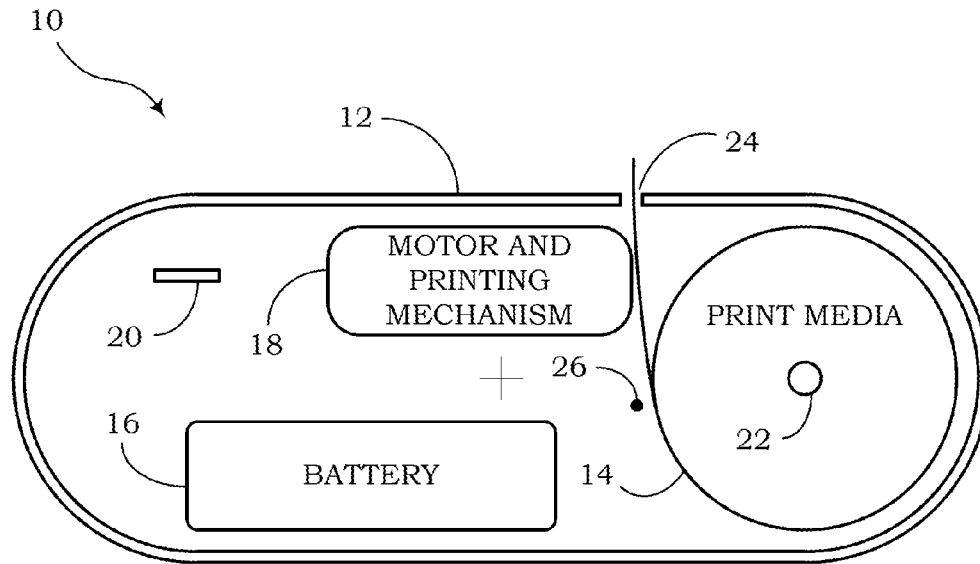 10
12
24
MOTOR AND
PRINTING
MECHANISM
PRINT MEDIA
20
18
26
22
16
BATTERY
14